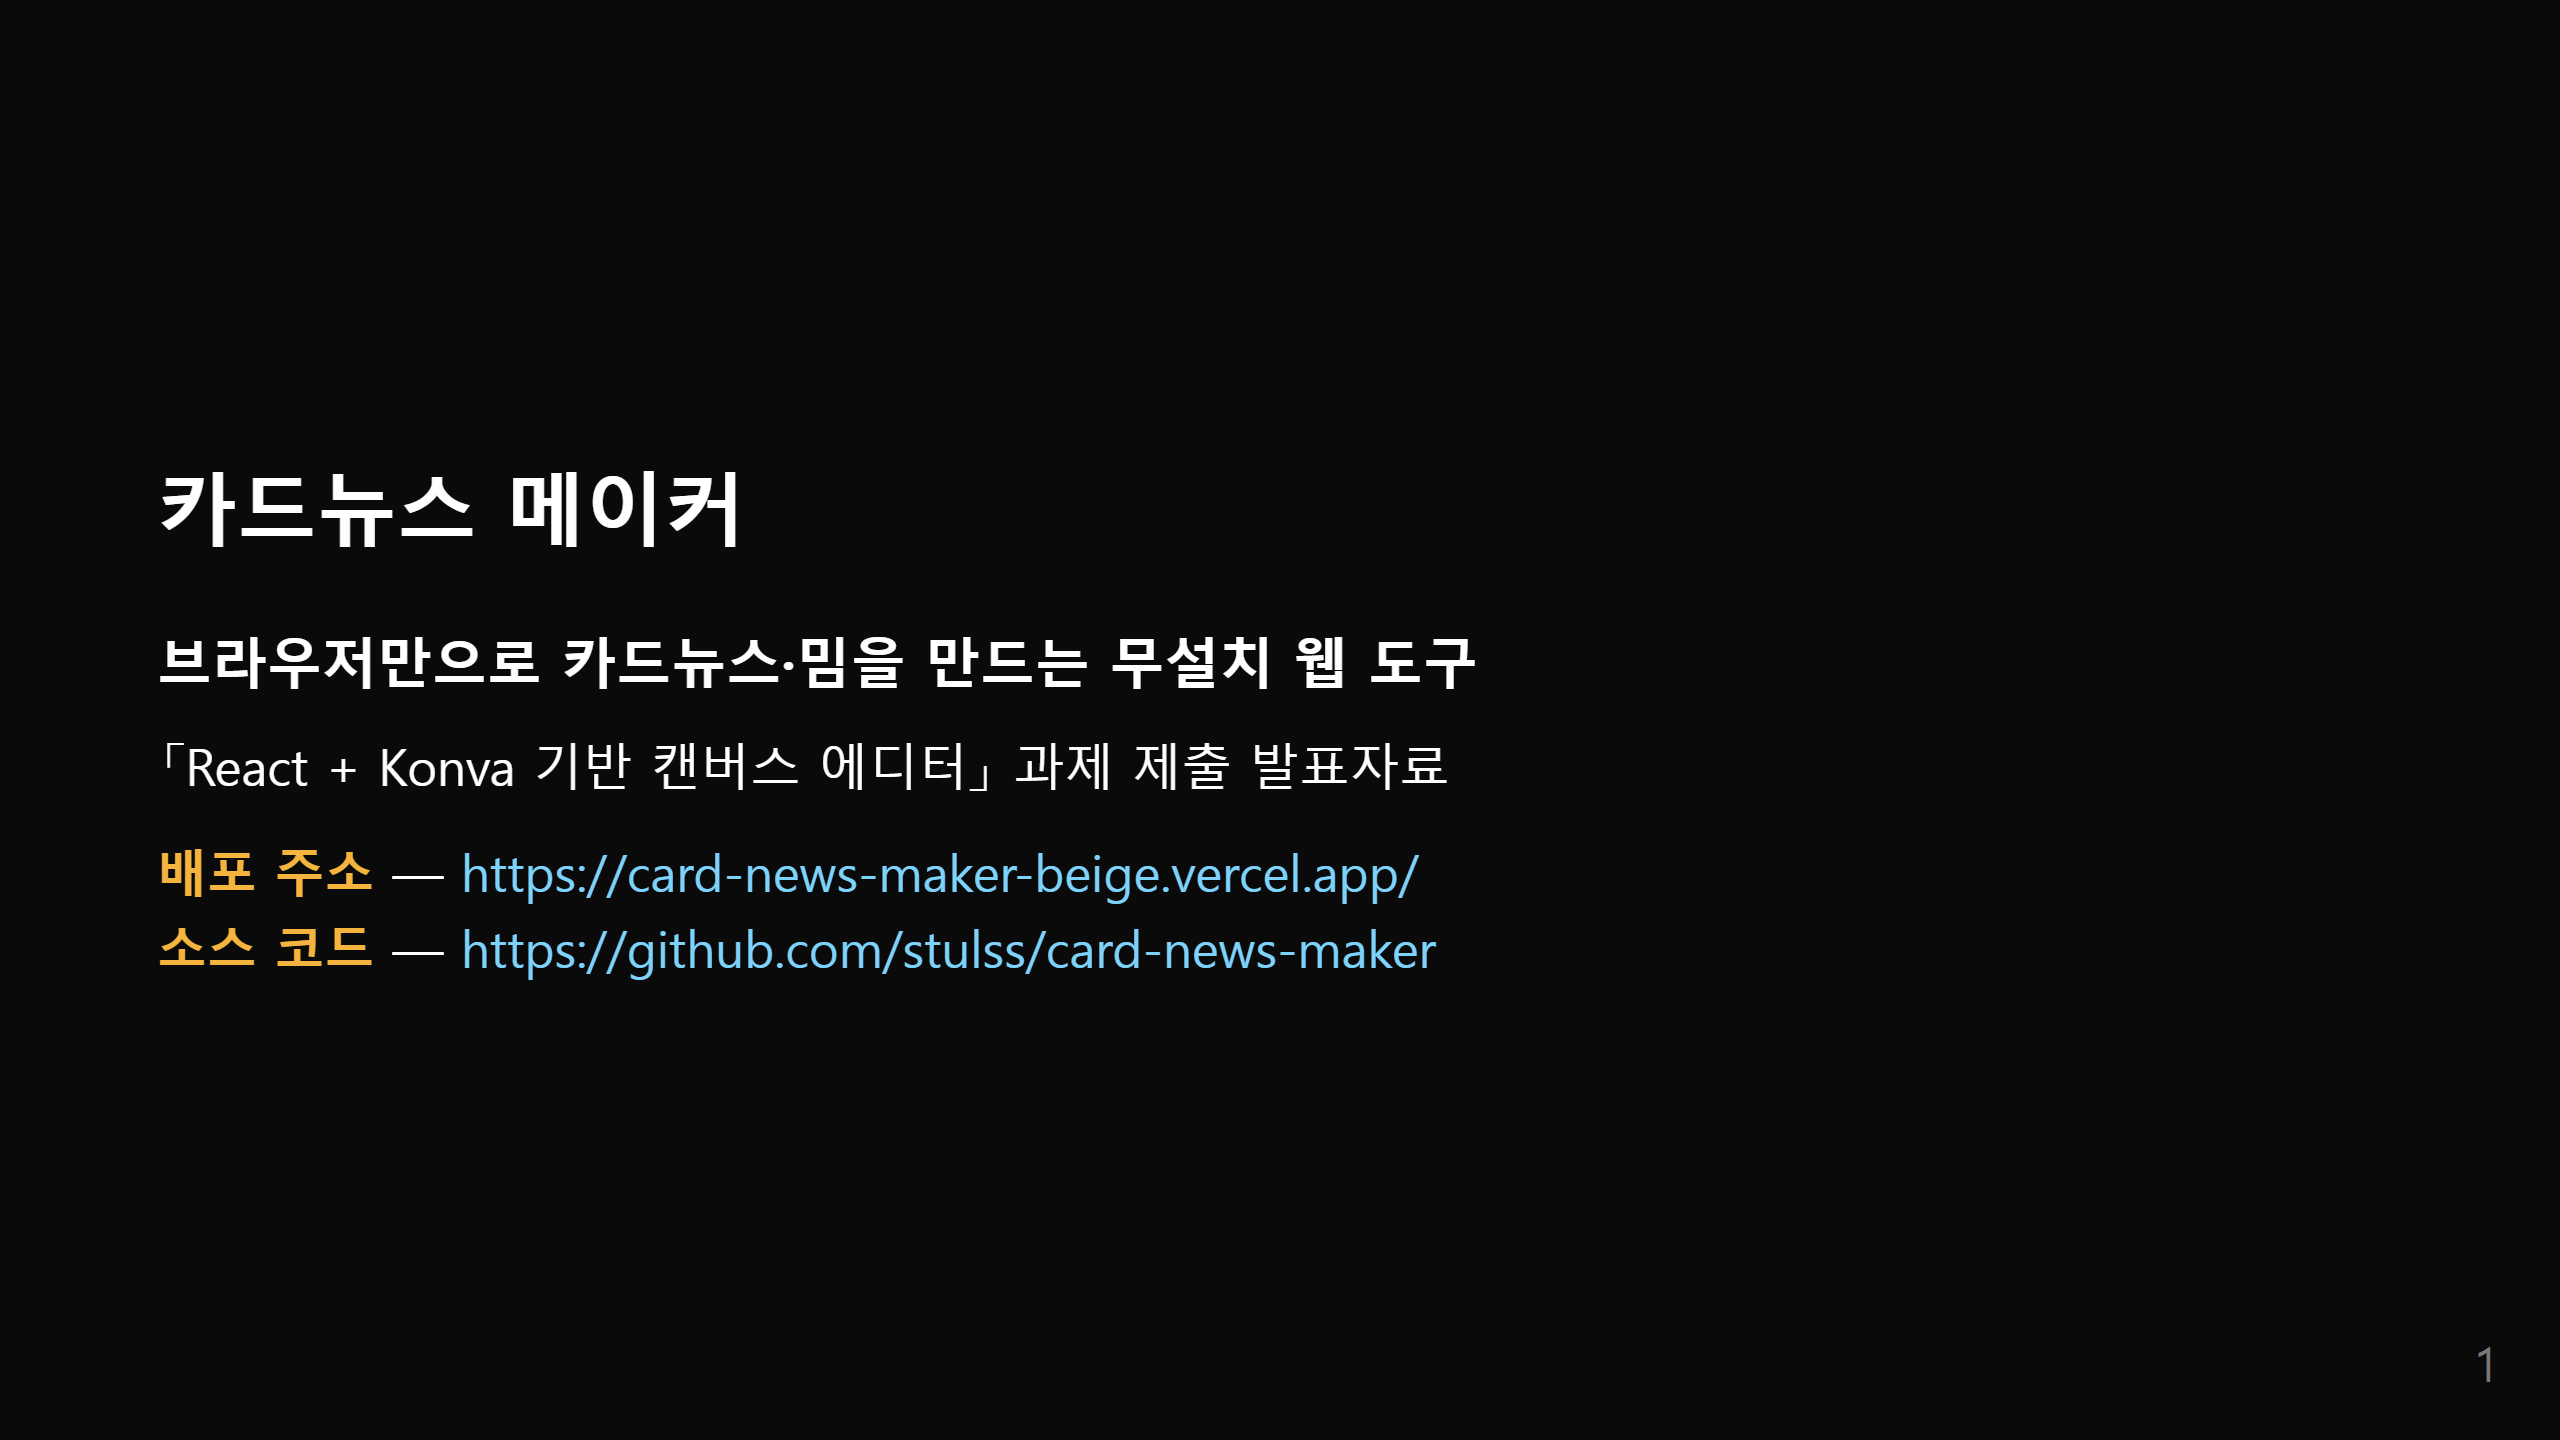 카드뉴스 메이커
브라우저만으로 카드뉴스·밈을 만드는 무설치 웹 도구
「React + Konva 기반 캔버스 에디터」 과제 제출 발표자료
배포 주소 — https://card-news-maker-beige.vercel.app/
소스 코드 — https://github.com/stulss/card-news-maker
1